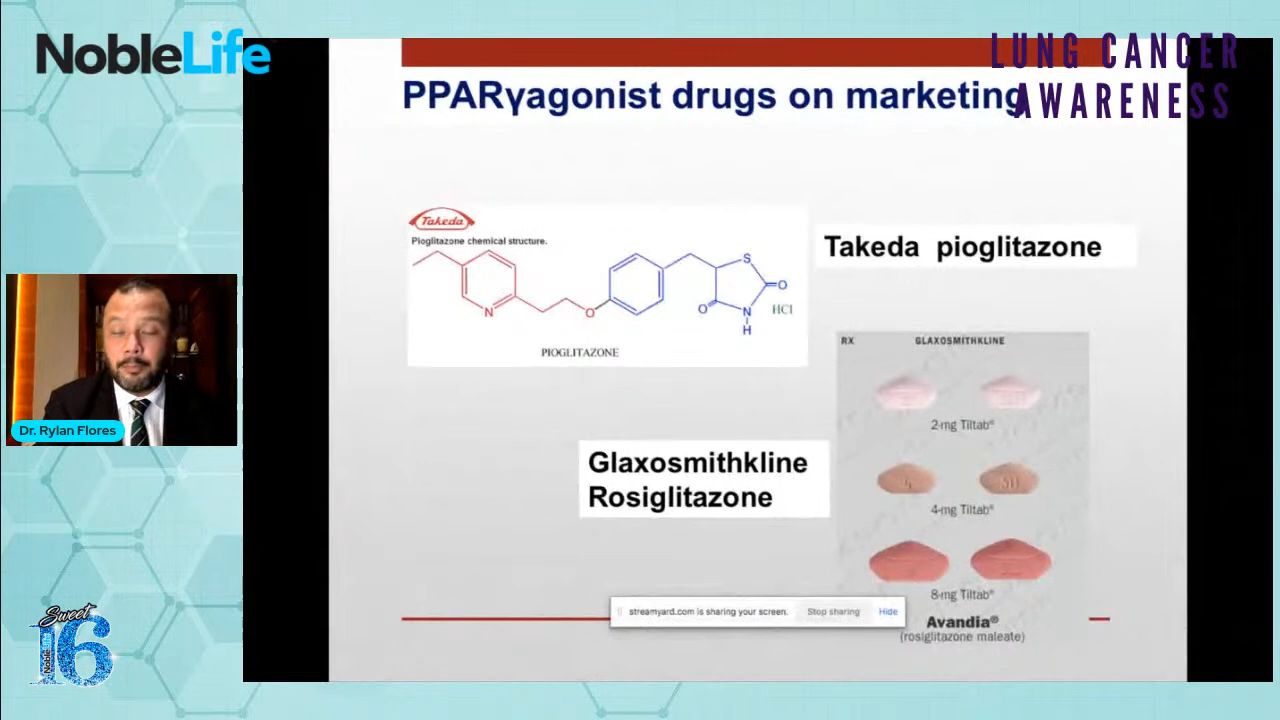 NobleLife
LUNG CANCER
AWARENESS
PPARγagonist drugs on marketing
Takeda
Pioglitazone chemical structure.
S
O
O
N
H
HCl
N
O
PIOGLITAZONE
Takeda pioglitazone
RX GLAXOSMITHKLINE
2-mg Tiltab®
4-mg Tiltab®
8-mg Tiltab®
Avandia®
(rosiglitazone maleate)
Glaxosmithkline
Rosiglitazone
Dr. Rylan Flores
streamyard.com is sharing your screen. Stop sharing Hide
Sweet
16